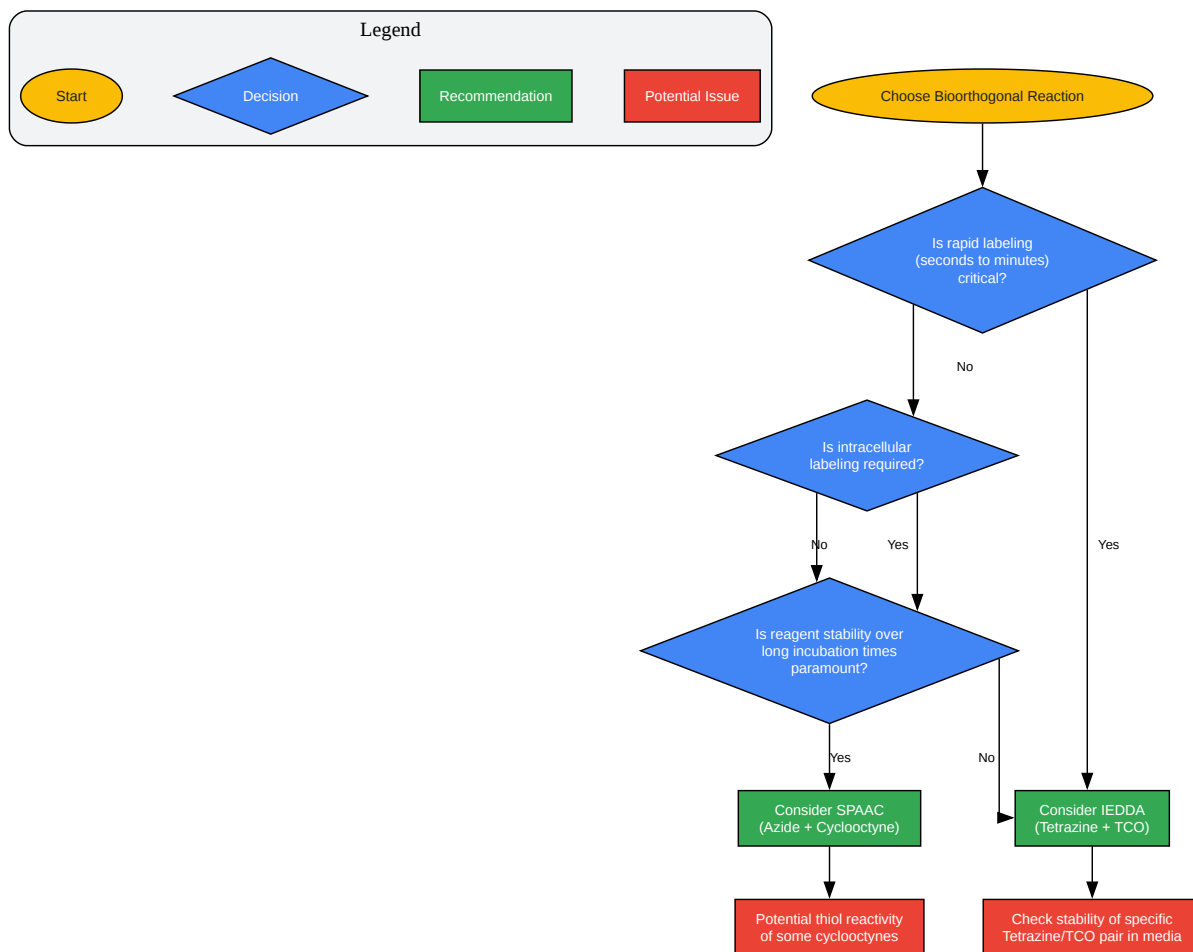 Legend
Start
Decision
Recommendation
Potential Issue
Choose Bioorthogonal Reaction
Is rapid labeling
(seconds to minutes)
critical?
No
Is intracellular
labeling required?
No
Yes
Yes
Is reagent stability over
long incubation times
paramount?
Yes
No
Consider SPAAC
(Azide + Cyclooctyne)
Consider IEDDA
(Tetrazine + TCO)
Potential thiol reactivity
of some cyclooctynes
Check stability of specific
Tetrazine/TCO pair in media